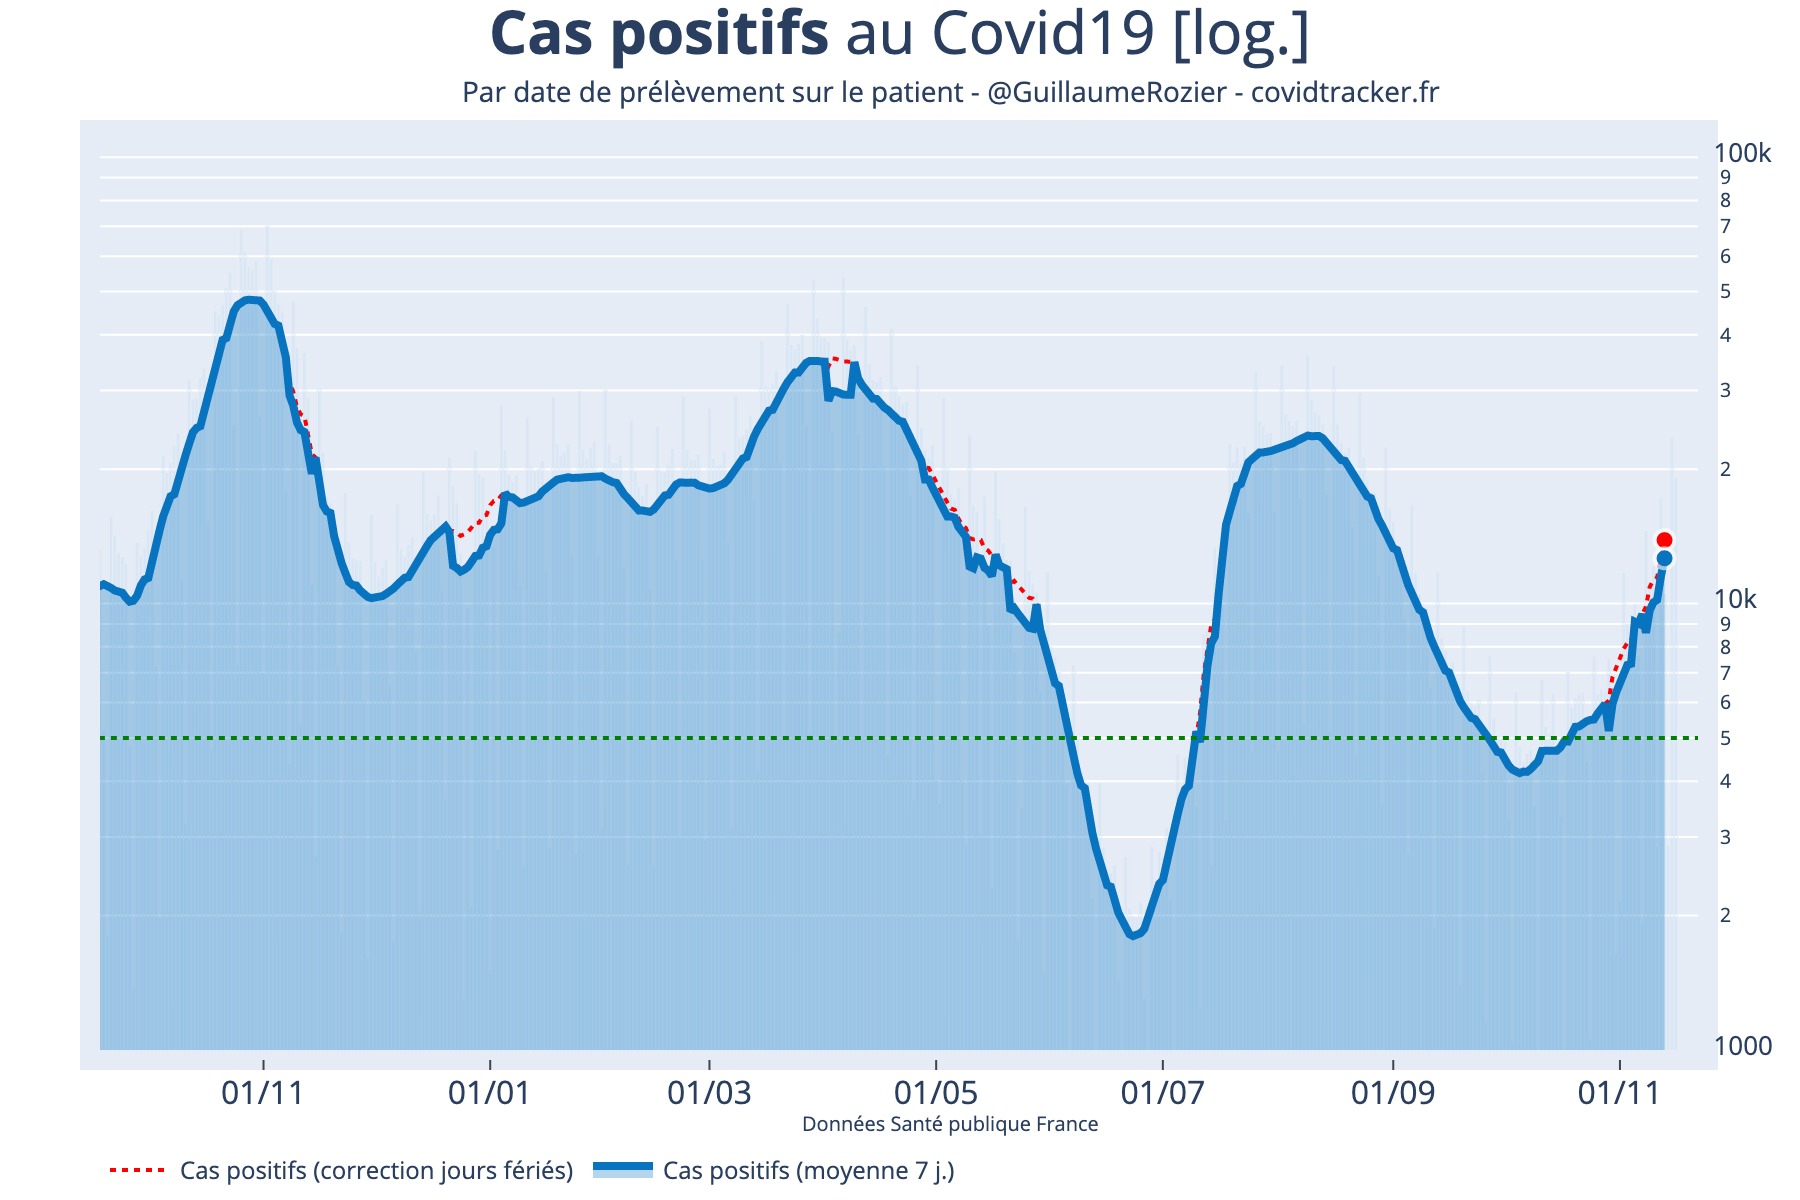 Cas positifs au Covid19 [log.]
Par date de prélèvement sur le patient - @GuillaumeRozier - covidtracker.fr
100k
9
8
7
6
5
4
3
2
10k
9
8
7
6
5
4
3
2
1000
01/11 01/01 01/03 01/05 01/07 01/09 01/11
Données Santé publique France
Cas positifs (correction jours fériés) Cas positifs (moyenne 7 j.)